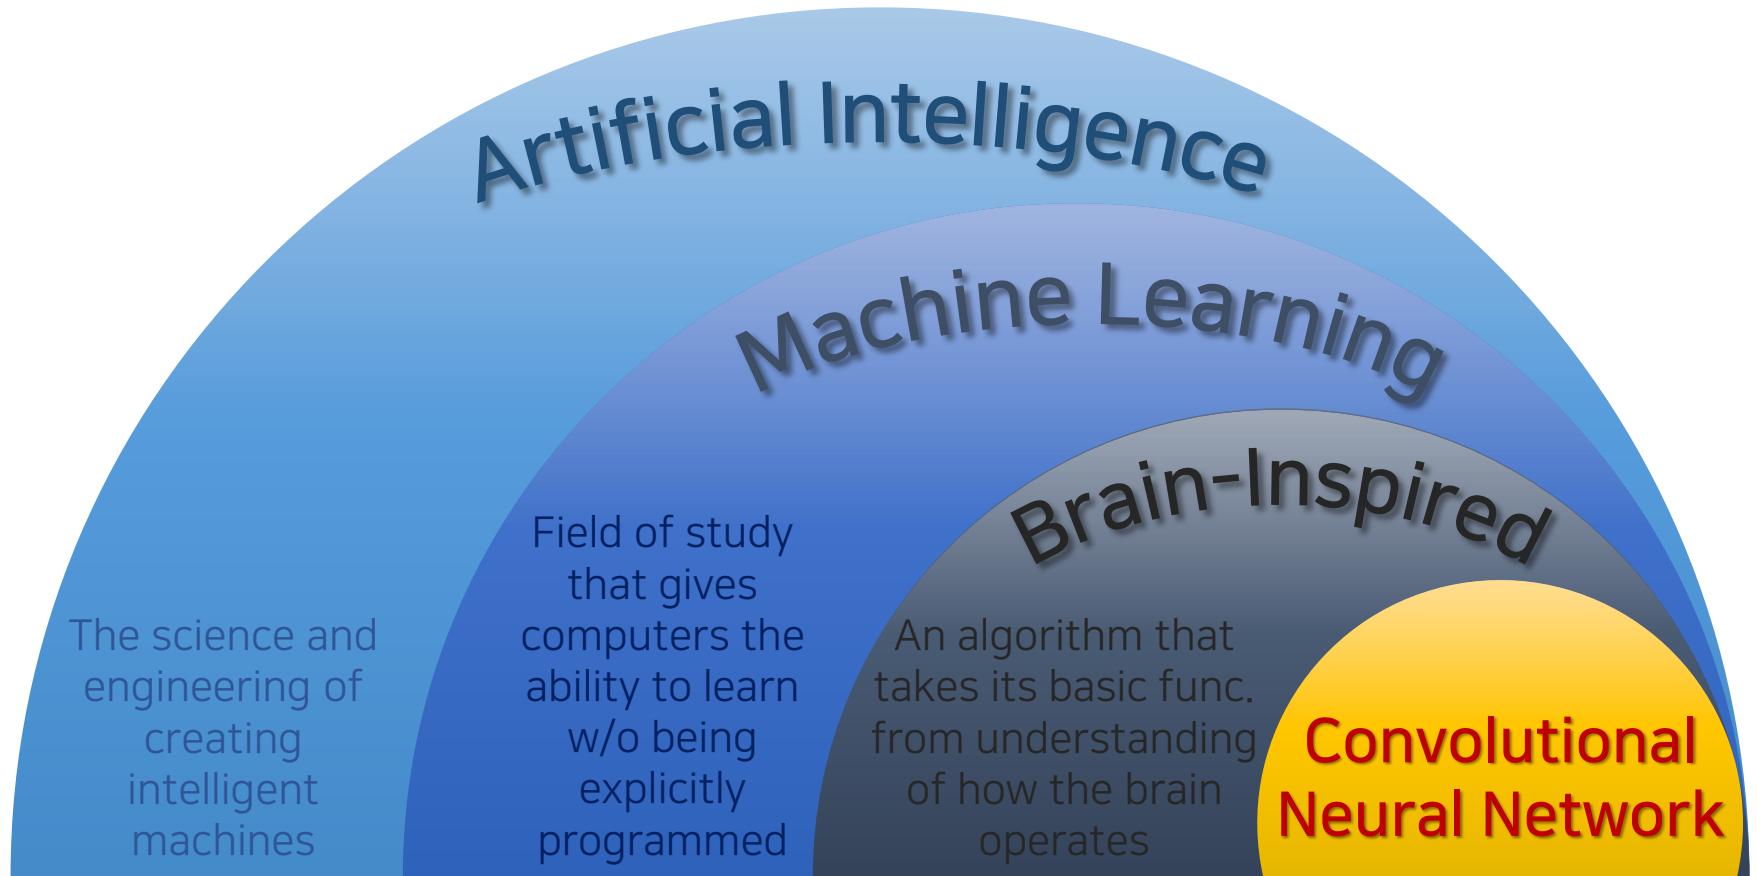 Artificial Intelligence
Machine Learning
Brain-Inspired
The science and
engineering of
creating
intelligent
machines
Field of study
that gives
computers the
ability to learn
w/o being
explicitly
programmed
An algorithm that
takes its basic func.
from understanding
of how the brain
operates
Convolutional
Neural Network